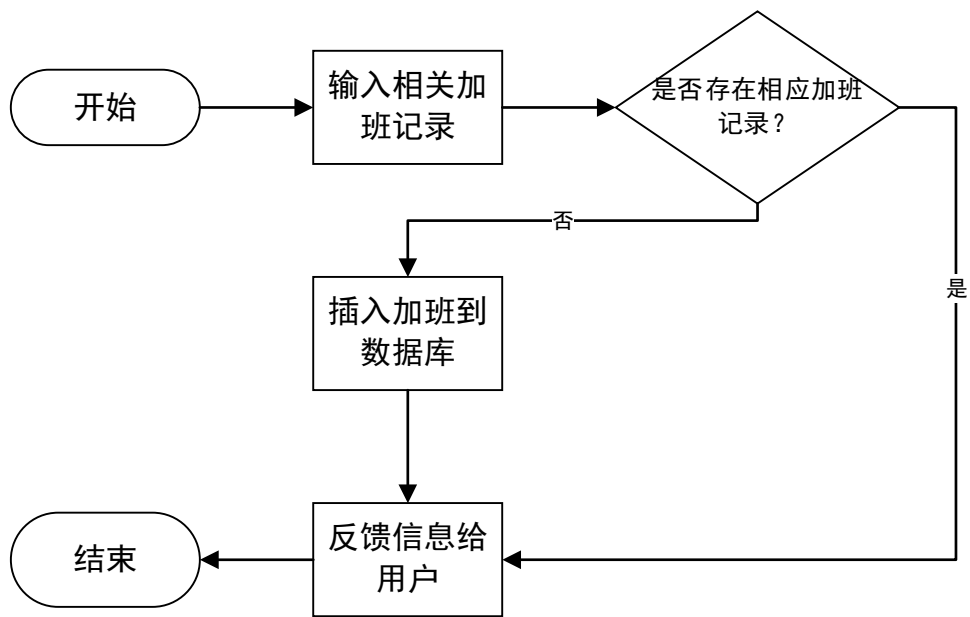 开始
输入相关加
班记录
是否存在相应加班
记录？
否
是
插入加班到
数据库
反馈信息给
用户
结束